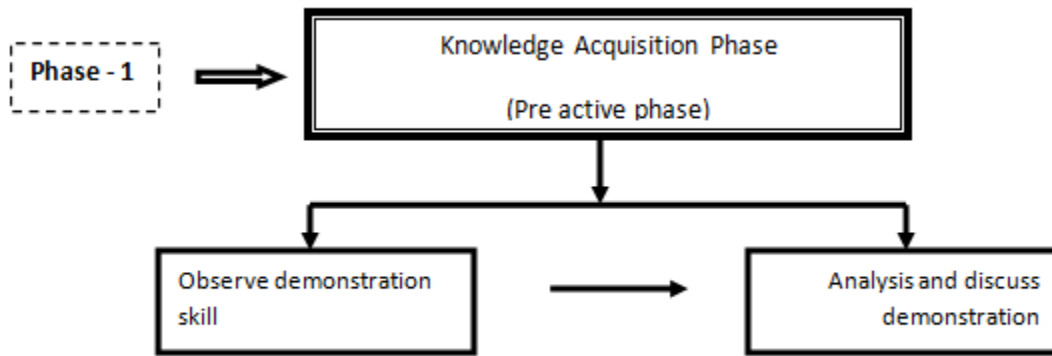 Phase - 1
Knowledge Acquisition Phase
(Pre active phase)
Observe demonstration
skill
Analysis and discuss
demonstration